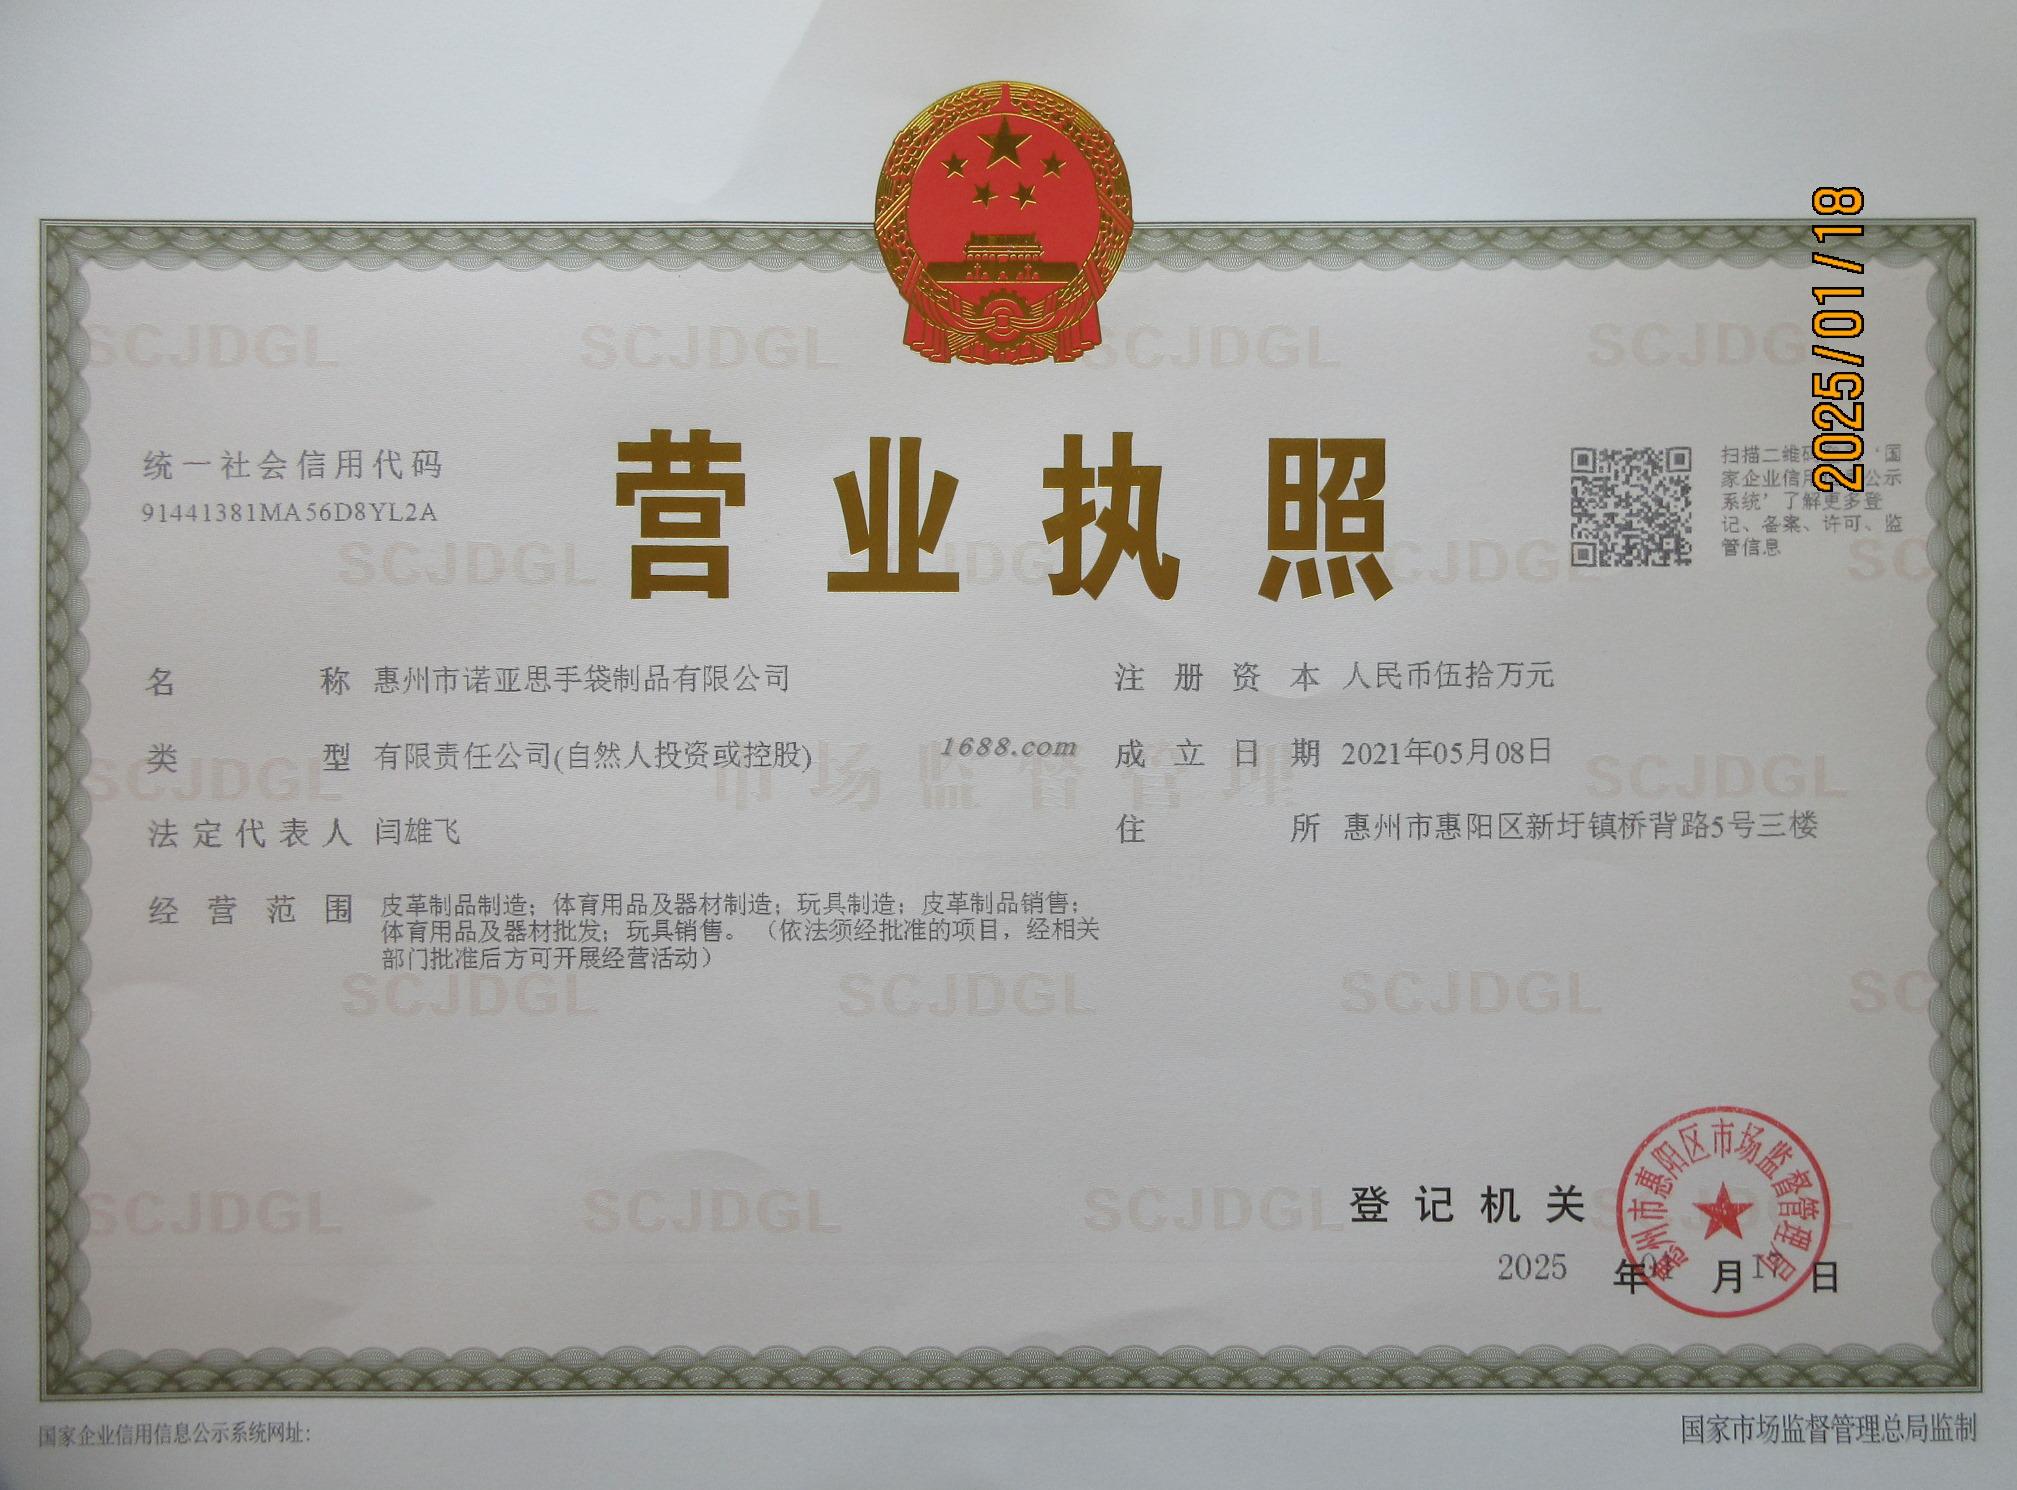 2025/01/18
营业执照
统一社会信用代码
91441381MA56D8YL2A
扫描二维码 '国
家企业信用 公示
系统'了解更多登
记、备案、许可、监
管信息
名称 惠州市诺亚思手袋制品有限公司
注册资本 人民币伍拾万元
类型 有限责任公司(自然人投资或控股)
1688.com
成立日期 2021年05月08日
法定代表人 闫雄飞
住所 惠州市惠阳区新圩镇桥背路5号三楼
经营范围 皮革制品制造;体育用品及器材制造;玩具制造;皮革制品销售;
体育用品及器材批发;玩具销售。(依法须经批准的项目,经相关
部门批准后方可开展经营活动)
SCJDGL
市场监督管理
登记机关
惠州市惠阳区市场监督管理局
2025 年01 月17 日
国家企业信用信息公示系统网址:
国家市场监督管理总局监制